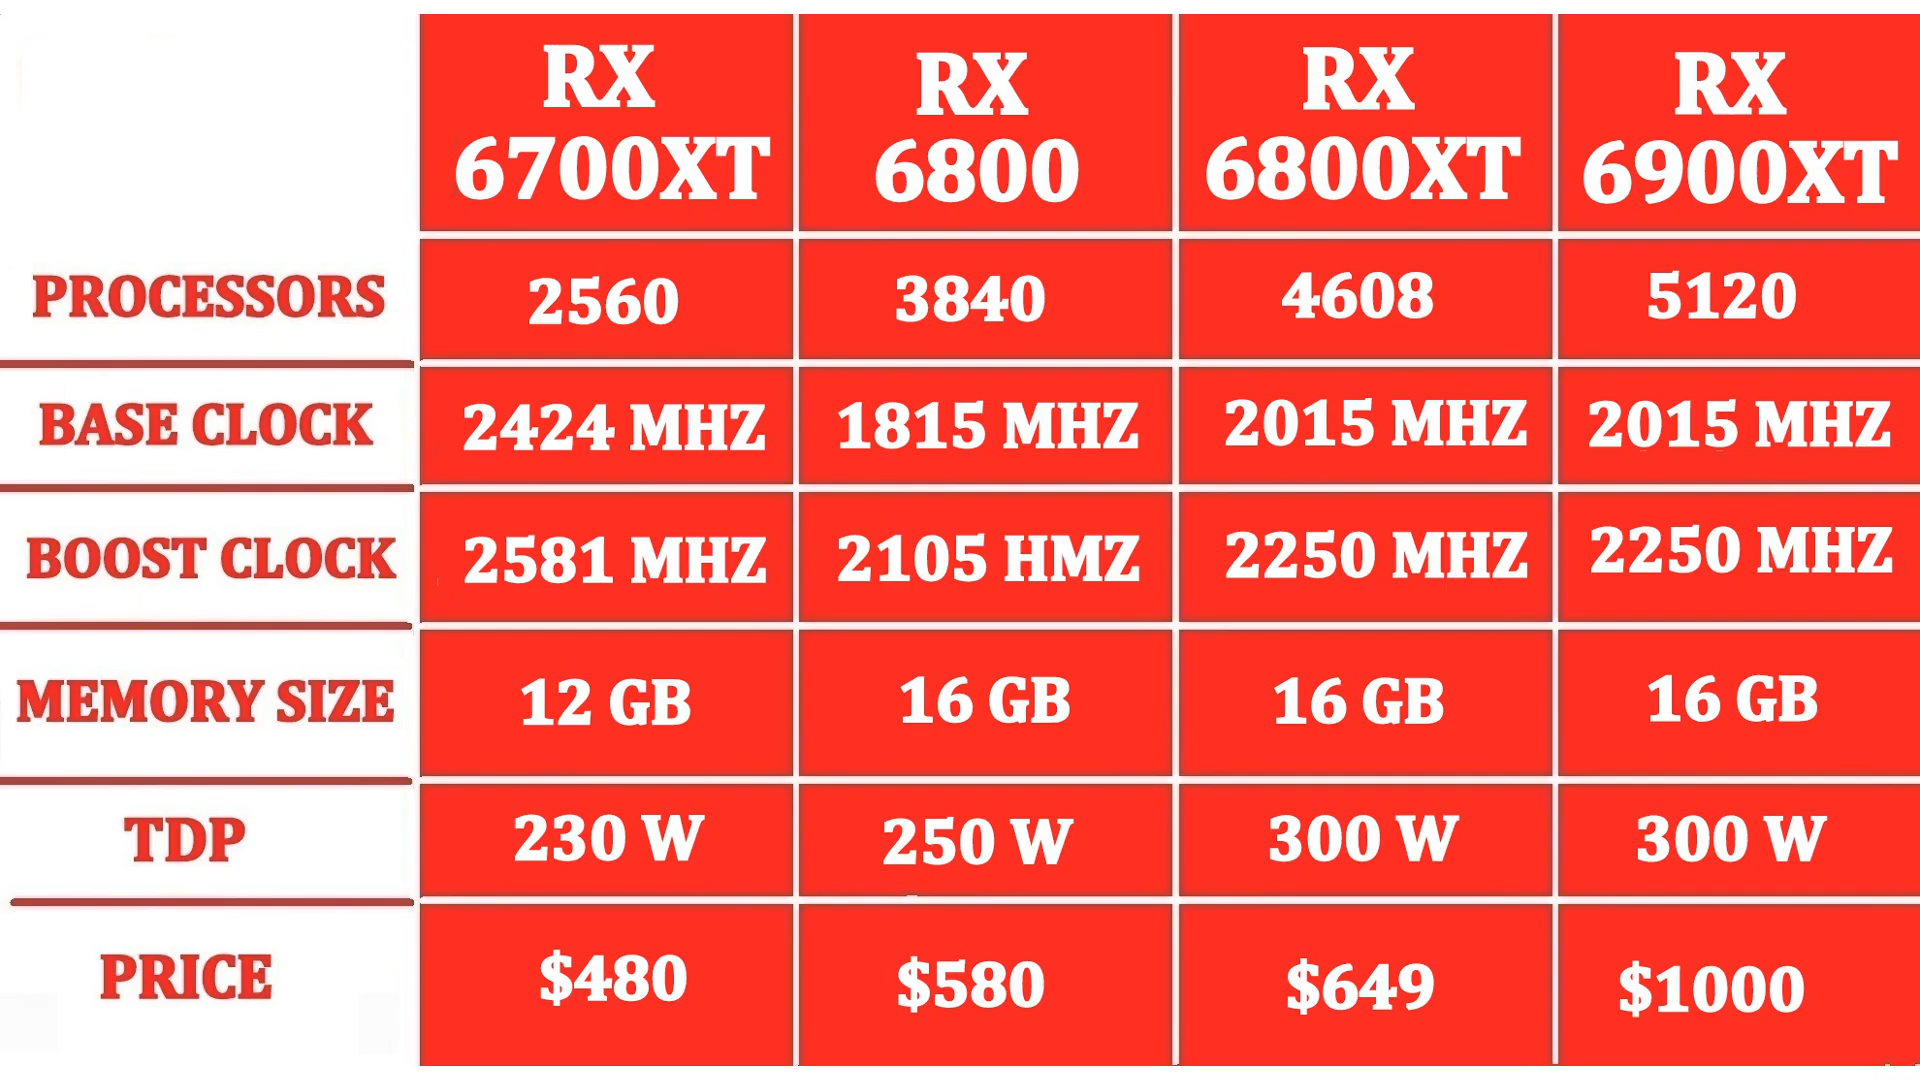 RX 6700XT RX 6800 RX 6800XT RX 6900XT
PROCESSORS 2560 3840 4608 5120
BASE CLOCK 2424 MHZ 1815 MHZ 2015 MHZ 2015 MHZ
BOOST CLOCK 2581 MHZ 2105 HMZ 2250 MHZ 2250 MHZ
MEMORY SIZE 12 GB 16 GB 16 GB 16 GB
TDP 230 W 250 W 300 W 300 W
PRICE $480 $580 $649 $1000